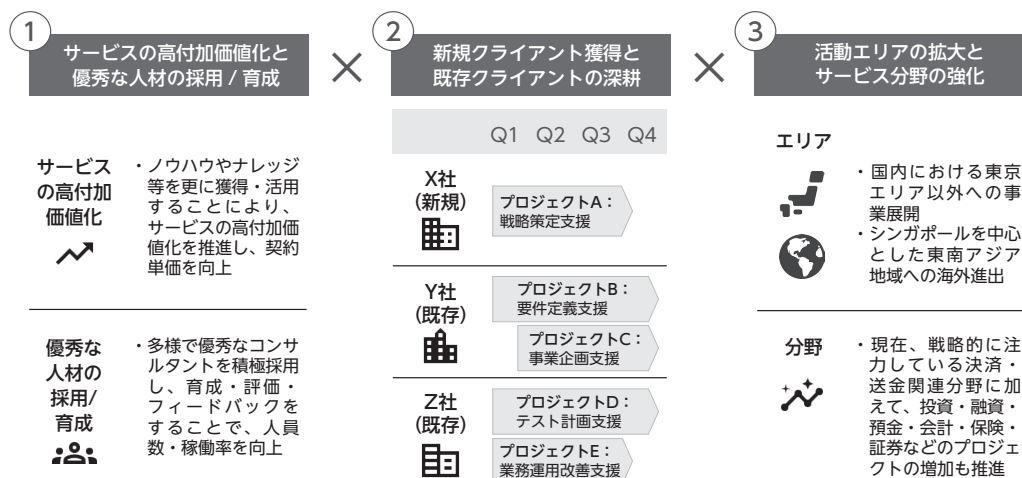 1
サービスの高付加価値化と
優秀な人材の採用 / 育成
×
2
新規クライアント獲得と
既存クライアントの深耕
×
3
活動エリアの拡大と
サービス分野の強化
サービス
の高付加
価値化
・ノウハウやナレッジ
等を更に獲得・活用
することにより、
サービスの高付加価
値化を推進し、契約
単価を向上
優秀な
人材の
採用/
育成
・多様で優秀なコンサ
ルタントを積極採用
し、育成・評価・
フィードバックを
することで、人員
数・稼働率を向上
Q1 Q2 Q3 Q4
X社
(新規)
プロジェクトA：
戦略策定支援
Y社
(既存)
プロジェクトB：
要件定義支援
プロジェクトC：
事業企画支援
Z社
(既存)
プロジェクトD：
テスト計画支援
プロジェクトE：
業務運用改善支援
エリア
・国内における東京
エリア以外への事
業展開
・シンガポールを中心
とした東南アジア
地域への海外進出
分野
・現在、戦略的に注
力している決済・
送金関連分野に加
えて、投資・融資・
預金・会計・保険・
証券などのプロジェ
クトの増加も推進